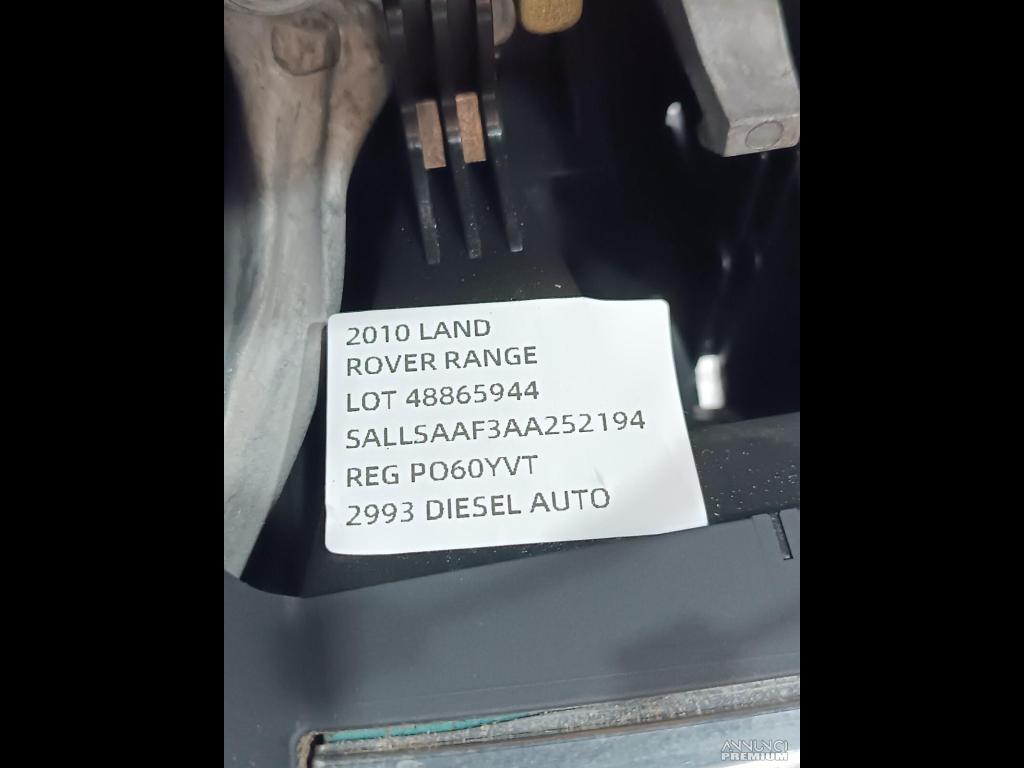 2010 LAND
ROVER RANGE
LOT 48865944
SALLSAAF3AA252194
REG PO60YVT
2993 DIESEL AUTO
ANNUNCI
PREMIUM